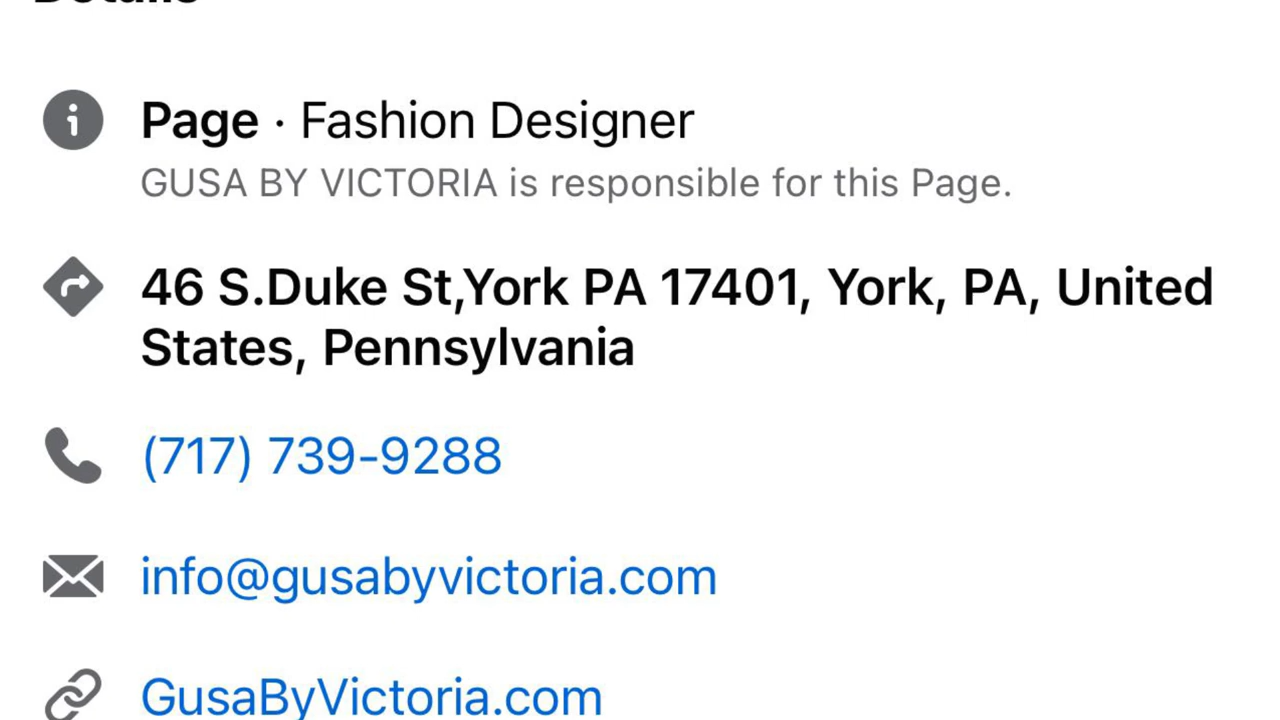 Details
Page · Fashion Designer
GUSA BY VICTORIA is responsible for this Page.
46 S.Duke St,York PA 17401, York, PA, United
States, Pennsylvania
(717) 739-9288
info@gusabyvictoria.com
GusaByVictoria.com